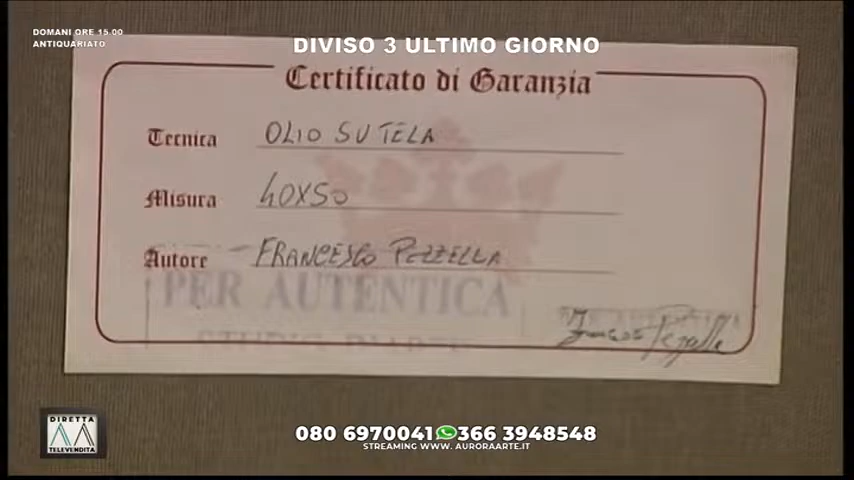 DOMANI ORE 15.00
ANTIQUARIATO
DIVISO 3 ULTIMO GIORNO
Certificato di Garanzia
Tecnica OLIO SU TELA
Misura 40X50
Autore FRANCESCO POZZELLA
PER AUTENTICA
DIRETTA
TELEVENDITA
080 6970041 366 3948548
STREAMING WWW. AURORAARTE.IT